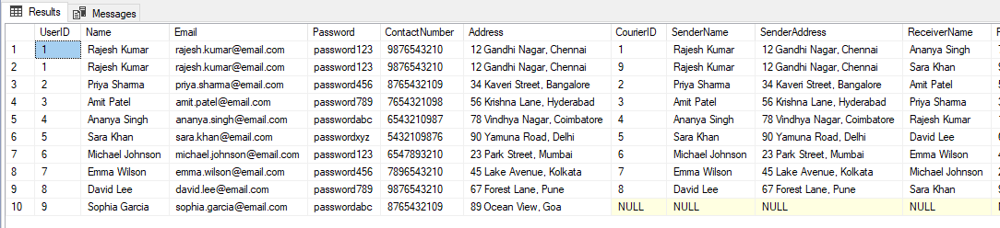 Results Messages
UserID Name Email Password ContactNumber Address CourierID SenderName SenderAddress ReceiverName
1 1 Rajesh Kumar rajesh.kumar@email.com password123 9876543210 12 Gandhi Nagar, Chennai 1 Rajesh Kumar 12 Gandhi Nagar, Chennai Ananya Singh
2 1 Rajesh Kumar rajesh.kumar@email.com password123 9876543210 12 Gandhi Nagar, Chennai 9 Rajesh Kumar 12 Gandhi Nagar, Chennai Sara Khan
3 2 Priya Sharma priya.sharma@email.com password456 8765432109 34 Kaveri Street, Bangalore 2 Priya Sharma 34 Kaveri Street, Bangalore Amit Patel
4 3 Amit Patel amit.patel@email.com password789 7654321098 56 Krishna Lane, Hyderabad 3 Amit Patel 56 Krishna Lane, Hyderabad Priya Sharma
5 4 Ananya Singh ananya.singh@email.com passwordabc 6543210987 78 Vindhya Nagar, Coimbatore 4 Ananya Singh 78 Vindhya Nagar, Coimbatore Rajesh Kumar
6 5 Sara Khan sara.khan@email.com passwordxyz 5432109876 90 Yamuna Road, Delhi 5 Sara Khan 90 Yamuna Road, Delhi David Lee
7 6 Michael Johnson michael.johnson@email.com password123 6547893210 23 Park Street, Mumbai 6 Michael Johnson 23 Park Street, Mumbai Emma Wilson
8 7 Emma Wilson emma.wilson@email.com password456 7896543210 45 Lake Avenue, Kolkata 7 Emma Wilson 45 Lake Avenue, Kolkata Michael Johnson
9 8 David Lee david.lee@email.com password789 9876543210 67 Forest Lane, Pune 8 David Lee 67 Forest Lane, Pune Sara Khan
10 9 Sophia Garcia sophia.garcia@email.com passwordabc 8765432109 89 Ocean View, Goa NULL NULL NULL NULL